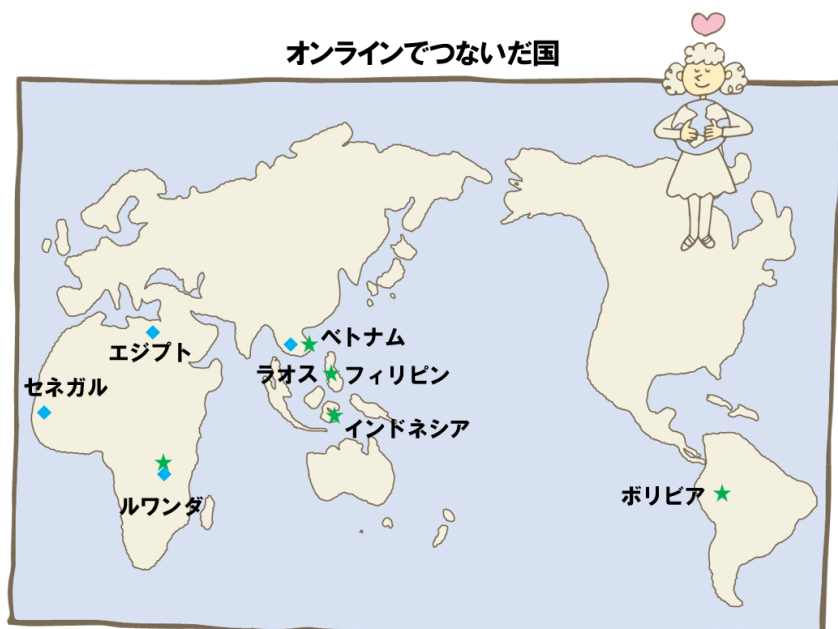 オンラインでつないだ国
ベトナム
エジプト
ラオス
フィリピン
セネガル
インドネシア
ボリビア
ルワンダ